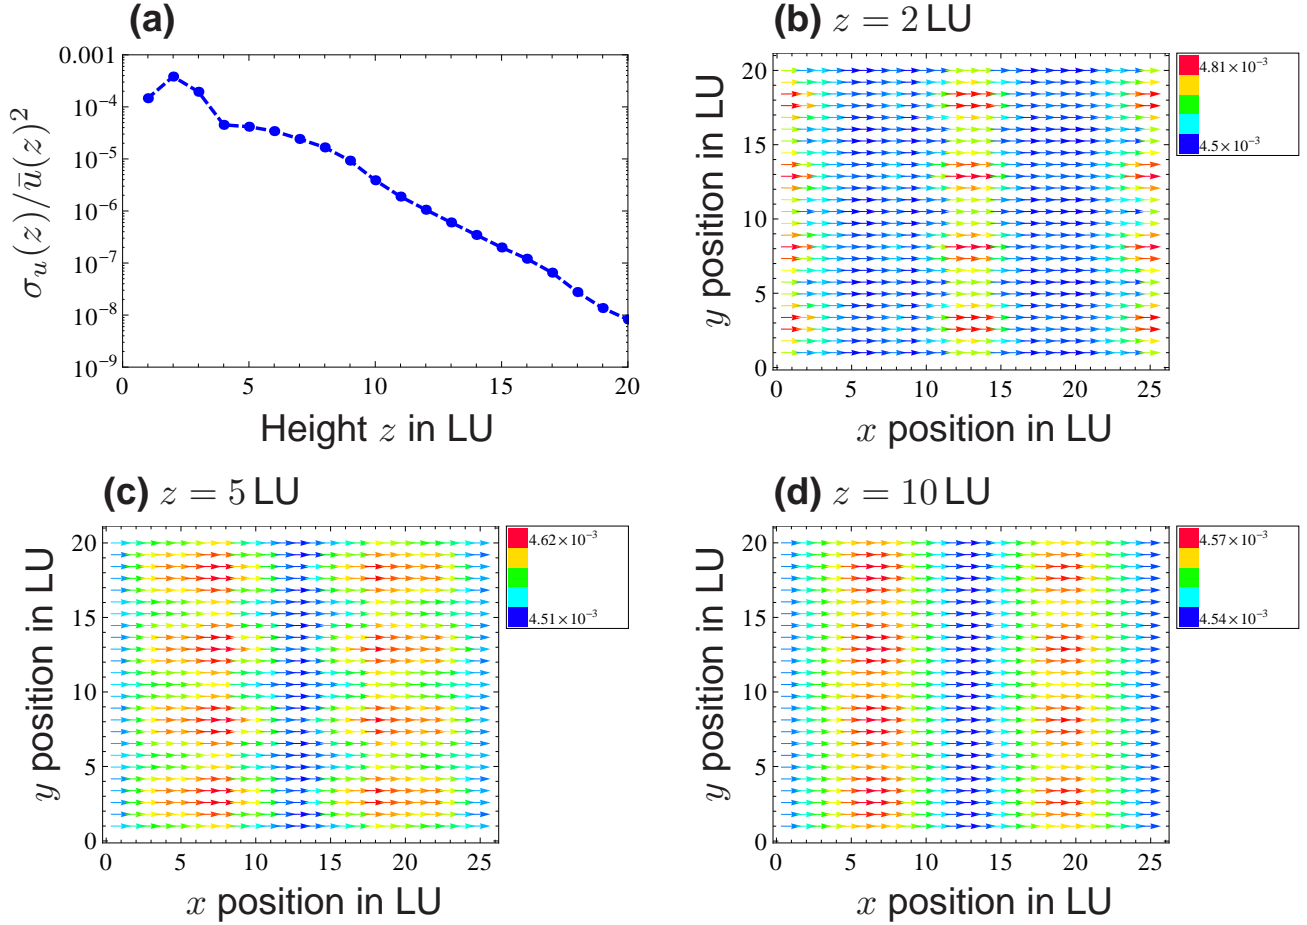 (a)
0.001
10⁻⁴
10⁻⁵
10⁻⁶
10⁻⁷
10⁻⁸
10⁻⁹
0 5 10 15 20
σᵤ(z)/ū(z)²
Height z in LU
(b) z = 2 LU
20
15
10
5
0
0 5 10 15 20 25
y position in LU
x position in LU
4.81×10⁻³
4.5×10⁻³
(c) z = 5 LU
20
15
10
5
0
0 5 10 15 20 25
y position in LU
x position in LU
4.62×10⁻³
4.51×10⁻³
(d) z = 10 LU
20
15
10
5
0
0 5 10 15 20 25
y position in LU
x position in LU
4.57×10⁻³
4.54×10⁻³